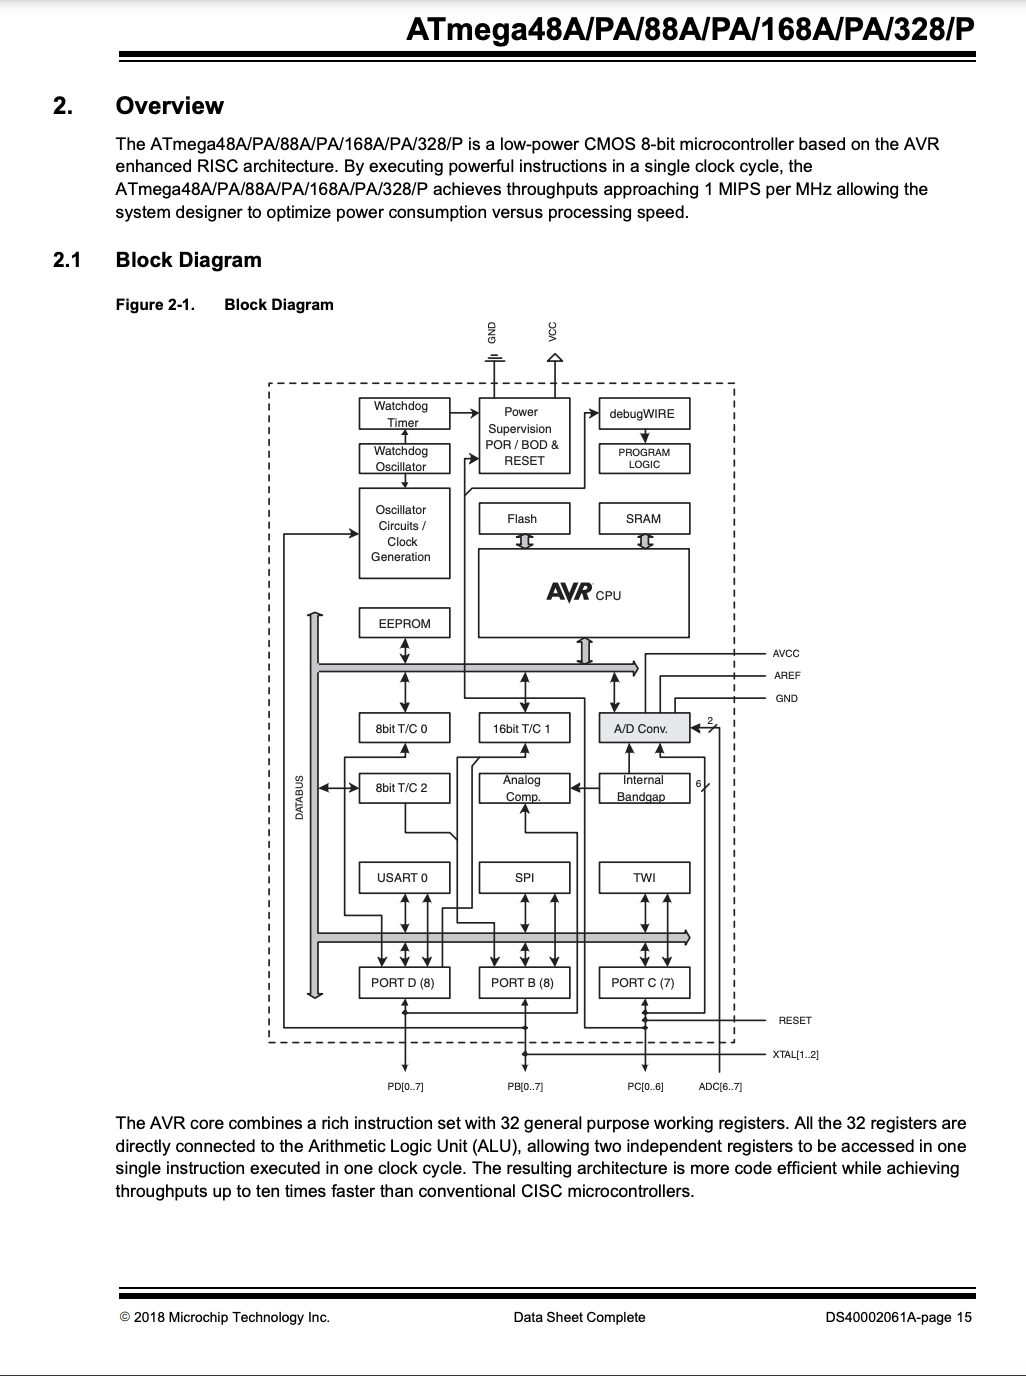 ATmega48A/PA/88A/PA/168A/PA/328/P
2. Overview
The ATmega48A/PA/88A/PA/168A/PA/328/P is a low-power CMOS 8-bit microcontroller based on the AVR
enhanced RISC architecture. By executing powerful instructions in a single clock cycle, the
ATmega48A/PA/88A/PA/168A/PA/328/P achieves throughputs approaching 1 MIPS per MHz allowing the
system designer to optimize power consumption versus processing speed.
2.1 Block Diagram
Figure 2-1. Block Diagram
GND
VCC
Watchdog
Timer
Power
Supervision
POR / BOD &
RESET
debugWIRE
Watchdog
Oscillator
PROGRAM
LOGIC
Oscillator
Circuits /
Clock
Generation
Flash
SRAM
AVR CPU
EEPROM
AVCC
AREF
GND
8bit T/C 0
16bit T/C 1
A/D Conv.
2
DATABUS
8bit T/C 2
Analog
Comp.
Internal
Bandgap
6
USART 0
SPI
TWI
PORT D (8)
PORT B (8)
PORT C (7)
RESET
XTAL[1..2]
PD[0..7]
PB[0..7]
PC[0..6]
ADC[6..7]
The AVR core combines a rich instruction set with 32 general purpose working registers. All the 32 registers are
directly connected to the Arithmetic Logic Unit (ALU), allowing two independent registers to be accessed in one
single instruction executed in one clock cycle. The resulting architecture is more code efficient while achieving
throughputs up to ten times faster than conventional CISC microcontrollers.
© 2018 Microchip Technology Inc.
Data Sheet Complete
DS40002061A-page 15